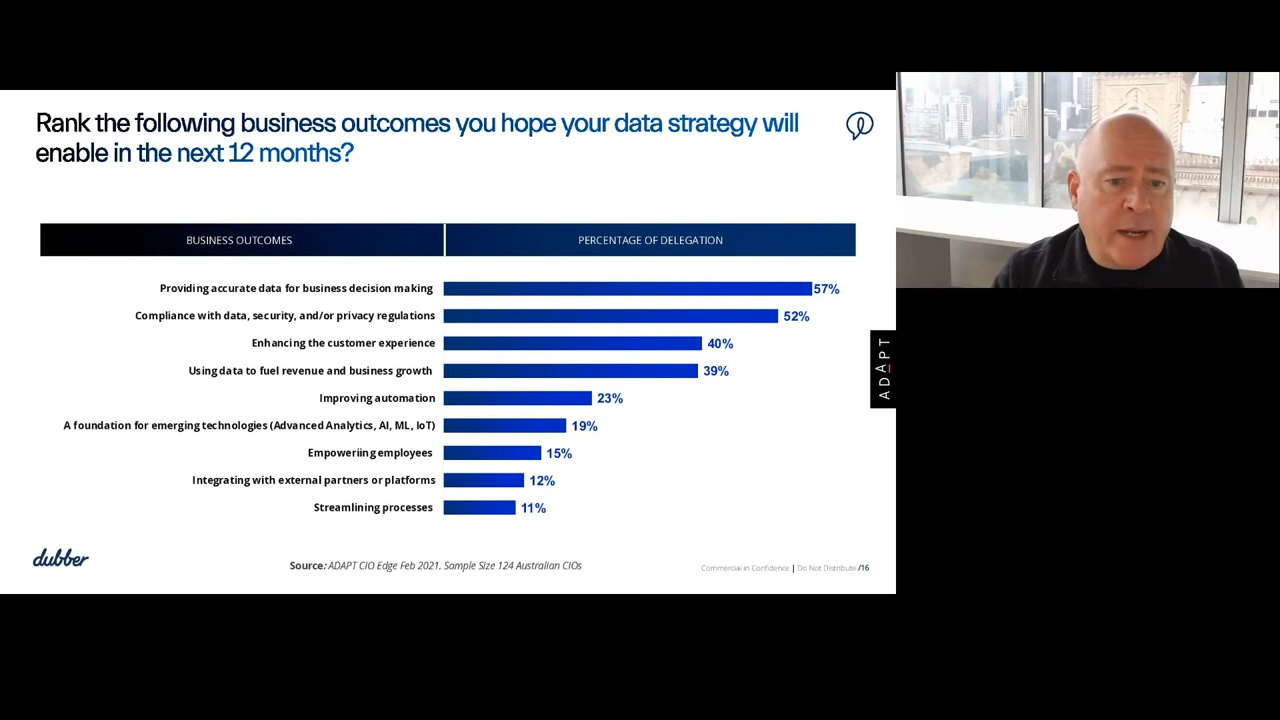 Rank the following business outcomes you hope your data strategy will
enable in the next 12 months?
BUSINESS OUTCOMES
PERCENTAGE OF DELEGATION
Providing accurate data for business decision making 57%
Compliance with data, security, and/or privacy regulations 52%
Enhancing the customer experience 40%
Using data to fuel revenue and business growth 39%
Improving automation 23%
A foundation for emerging technologies (Advanced Analytics, AI, ML, IoT) 19%
Empoweriing employees 15%
Integrating with external partners or platforms 12%
Streamlining processes 11%
dubber
Source: ADAPT CIO Edge Feb 2021. Sample Size 124 Australian CIOs
Commercial in Confidence | Do Not Distribute /16
ADAPT